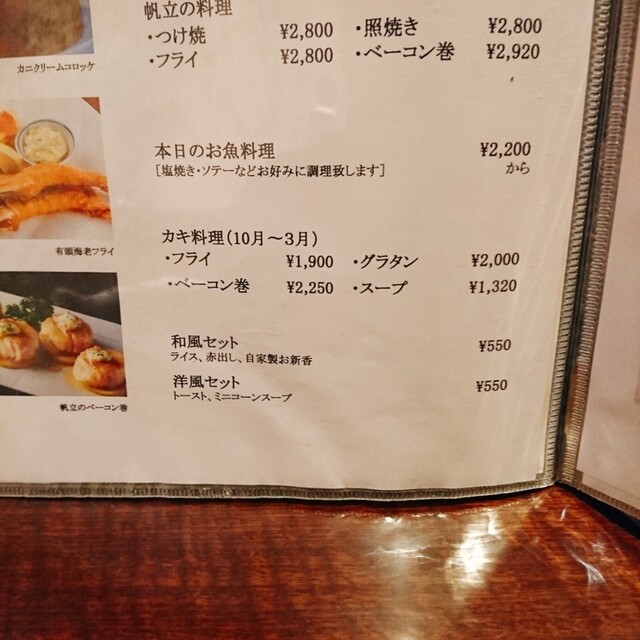 帆立の料理
・つけ焼 ¥2,800 ・照焼き ¥2,800
・フライ ¥2,800 ・ベーコン巻 ¥2,920
カニクリームコロッケ
本日のお魚料理 ¥2,200
[塩焼き・ソテーなどお好みに調理致します] から
有頭海老フライ
カキ料理(10月～3月)
・フライ ¥1,900 ・グラタン ¥2,000
・ベーコン巻 ¥2,250 ・スープ ¥1,320
和風セット ¥550
ライス、赤出し、自家製お新香
洋風セット ¥550
トースト、ミニコーンスープ
帆立のベーコン巻